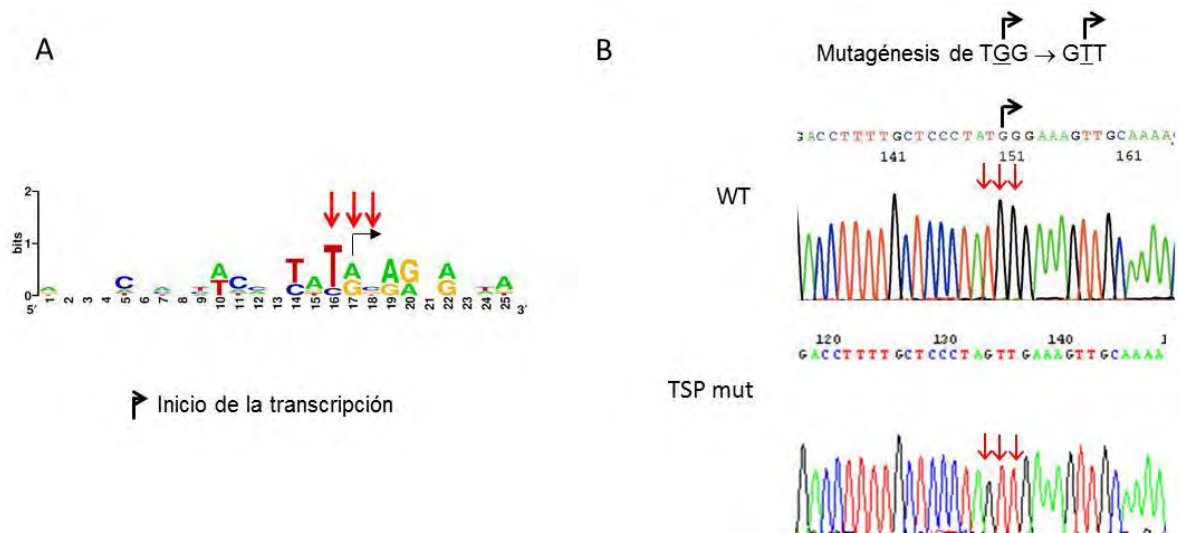 A
B
Mutagénesis de TGG → GTT
GACCTTTTGCTCCCTATGGGAAAGTTGCAAAA
141 151 161
WT
2
1
0
bits
5' 1 2 3 4 5 6 7 8 9 10 11 12 13 14 15 16 17 18 19 20 21 22 23 24 25 3'
120 130 140 1
GACCTTTTGCTCCCTAGTTGAAAGTTGCAAAA
TSP mut
Inicio de la transcripción